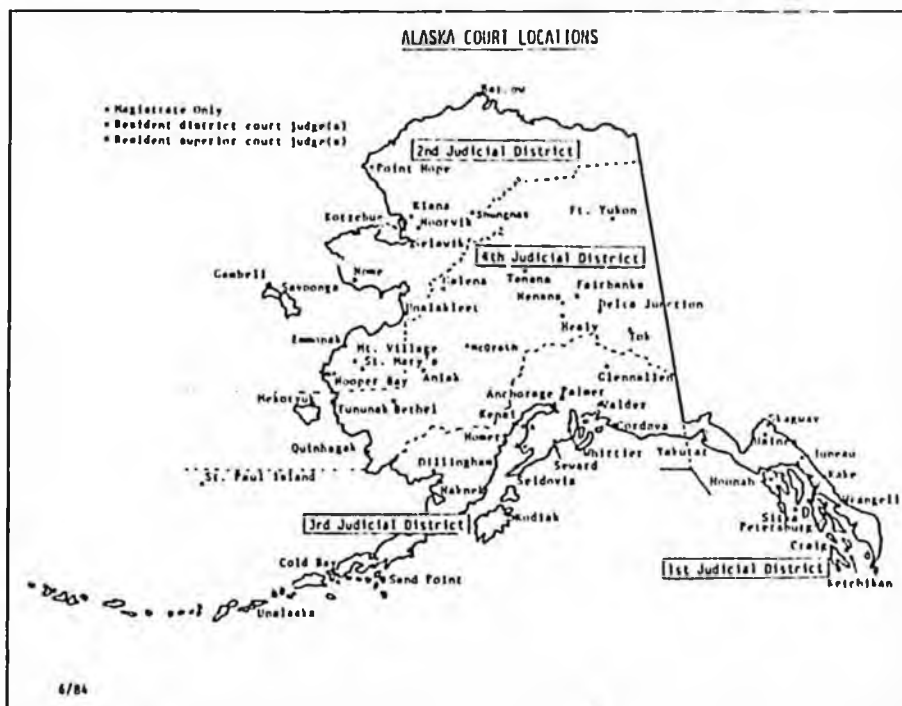 ALASKA COURT LOCATIONS
Magistrate Only
Resident district court judge(s)
Resident superior court judge(s)
2nd Judicial District
Point Hope
Kiana
Noorvik
Shungnak
Ft. Yukon
Kotzebue
Selawik
4th Judicial District
Gambell
Savoonga
Nome
Galena
Tanana
Nenana
Fairbanks
Delta Junction
Unalakleet
Healy
Tok
Emmonak
Mt. Village
St. Mary's
McGrath
Hooper Bay
Aniak
Glennallen
Mekoryuk
Tununak
Bethel
Anchorage
Palmer
Kenai
Valdez
Homer
Cordova
Skaguay
Haines
Juneau
Quinhagak
Whittier
Yakutat
Kake
Dillingham
Seward
Hoonah
St. Paul Island
Seldovia
Wrangell
Naknek
Sitka
3rd Judicial District
Kodiak
Petersburg
Craig
Cold Bay
Sand Point
1st Judicial District
Ketchikan
Unalaska
6/84